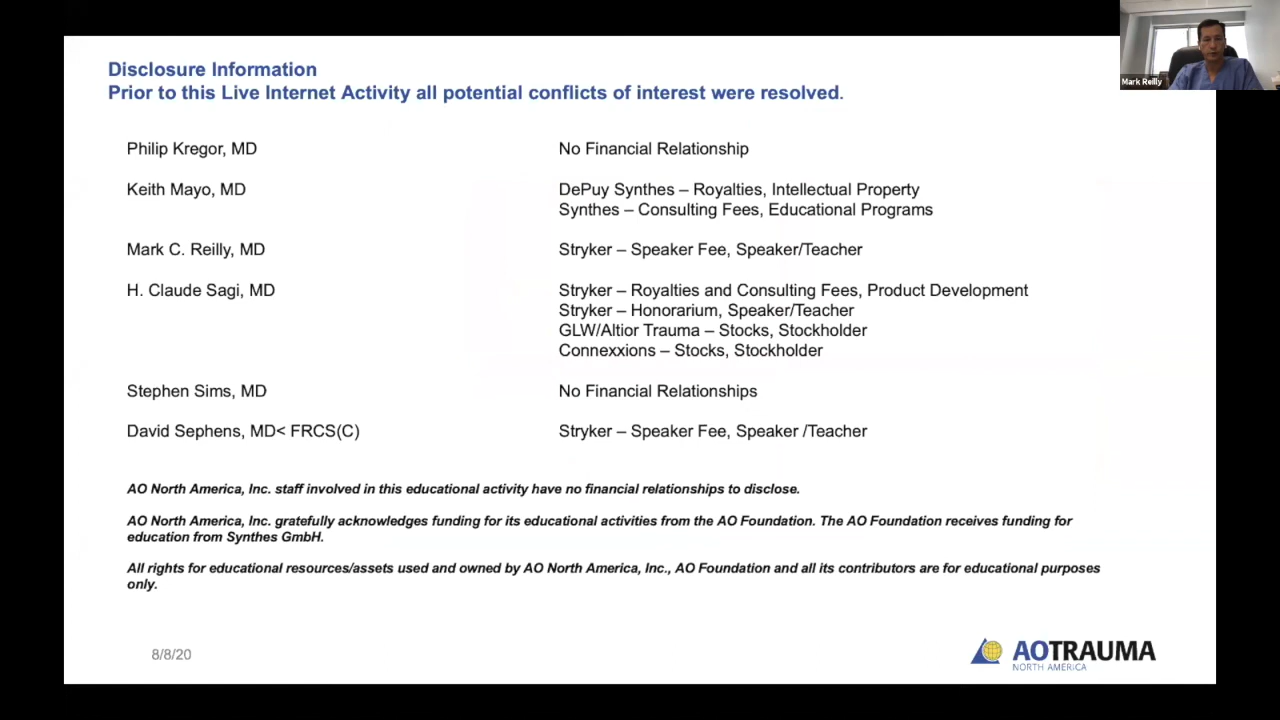 Disclosure Information
Prior to this Live Internet Activity all potential conflicts of interest were resolved.
Mark Reilly
Philip Kregor, MD No Financial Relationship
Keith Mayo, MD DePuy Synthes – Royalties, Intellectual Property
Synthes – Consulting Fees, Educational Programs
Mark C. Reilly, MD Stryker – Speaker Fee, Speaker/Teacher
H. Claude Sagi, MD Stryker – Royalties and Consulting Fees, Product Development
Stryker – Honorarium, Speaker/Teacher
GLW/Altior Trauma – Stocks, Stockholder
Connexxions – Stocks, Stockholder
Stephen Sims, MD No Financial Relationships
David Sephens, MD< FRCS(C) Stryker – Speaker Fee, Speaker /Teacher
AO North America, Inc. staff involved in this educational activity have no financial relationships to disclose.
AO North America, Inc. gratefully acknowledges funding for its educational activities from the AO Foundation. The AO Foundation receives funding for
education from Synthes GmbH.
All rights for educational resources/assets used and owned by AO North America, Inc., AO Foundation and all its contributors are for educational purposes
only.
8/8/20
AOTRAUMA
NORTH AMERICA